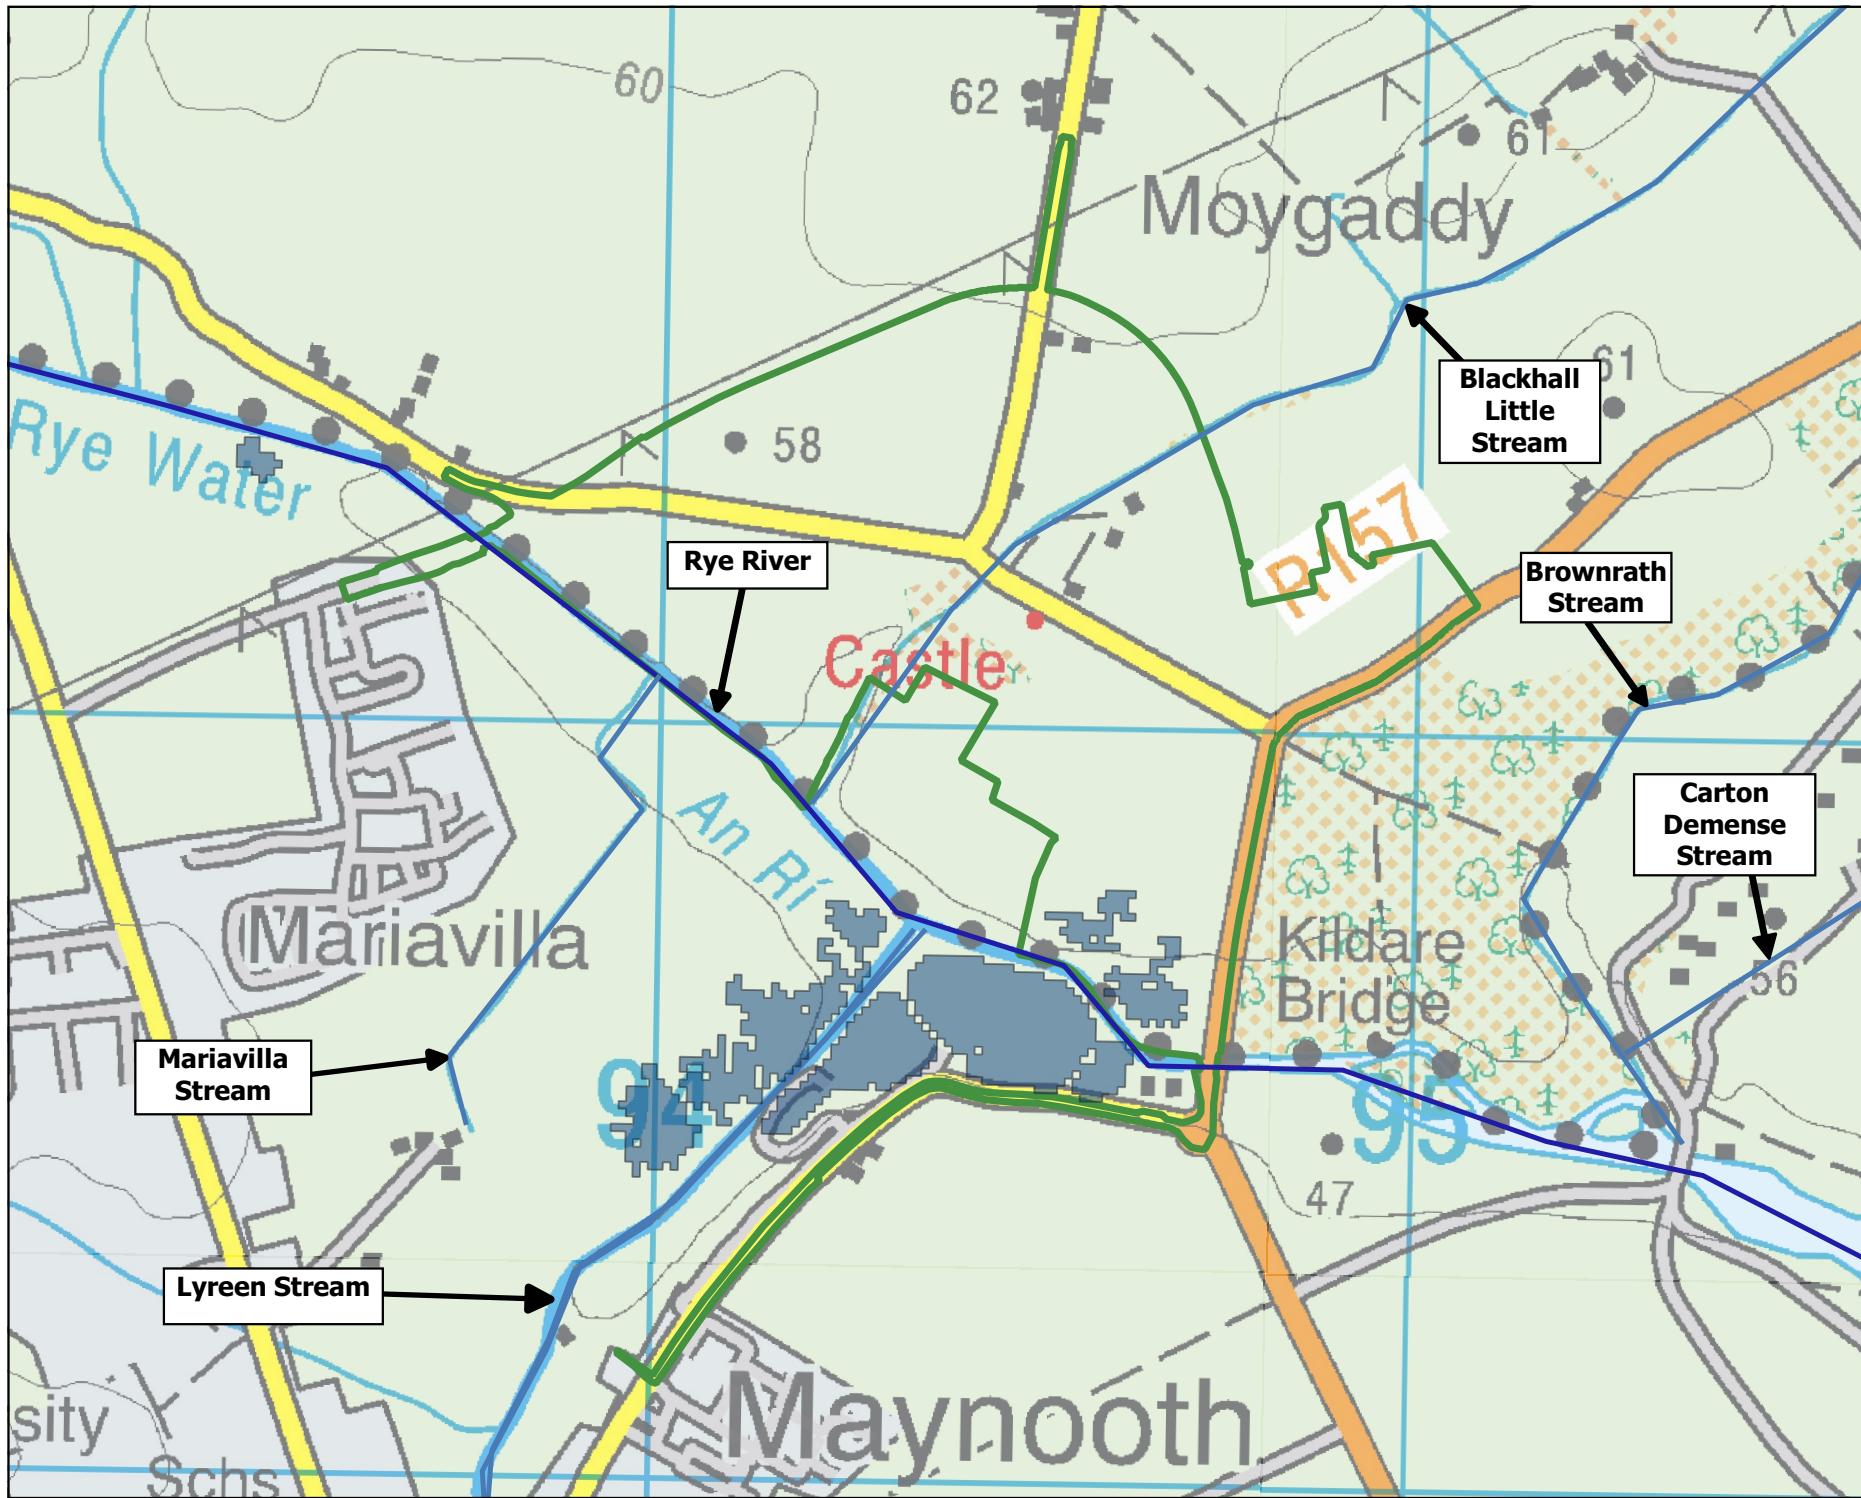 60
62
61
Moygaddy
Blackhall
Little
Stream
61
Rye Water
58
R157
Rye River
Brownrath
Stream
Castle
An Rí
Carton
Demense
Stream
Mariavilla
Kildare
Bridge
56
Mariavilla
Stream
94
95
47
Lyreen Stream
Maynooth
sity
Schs